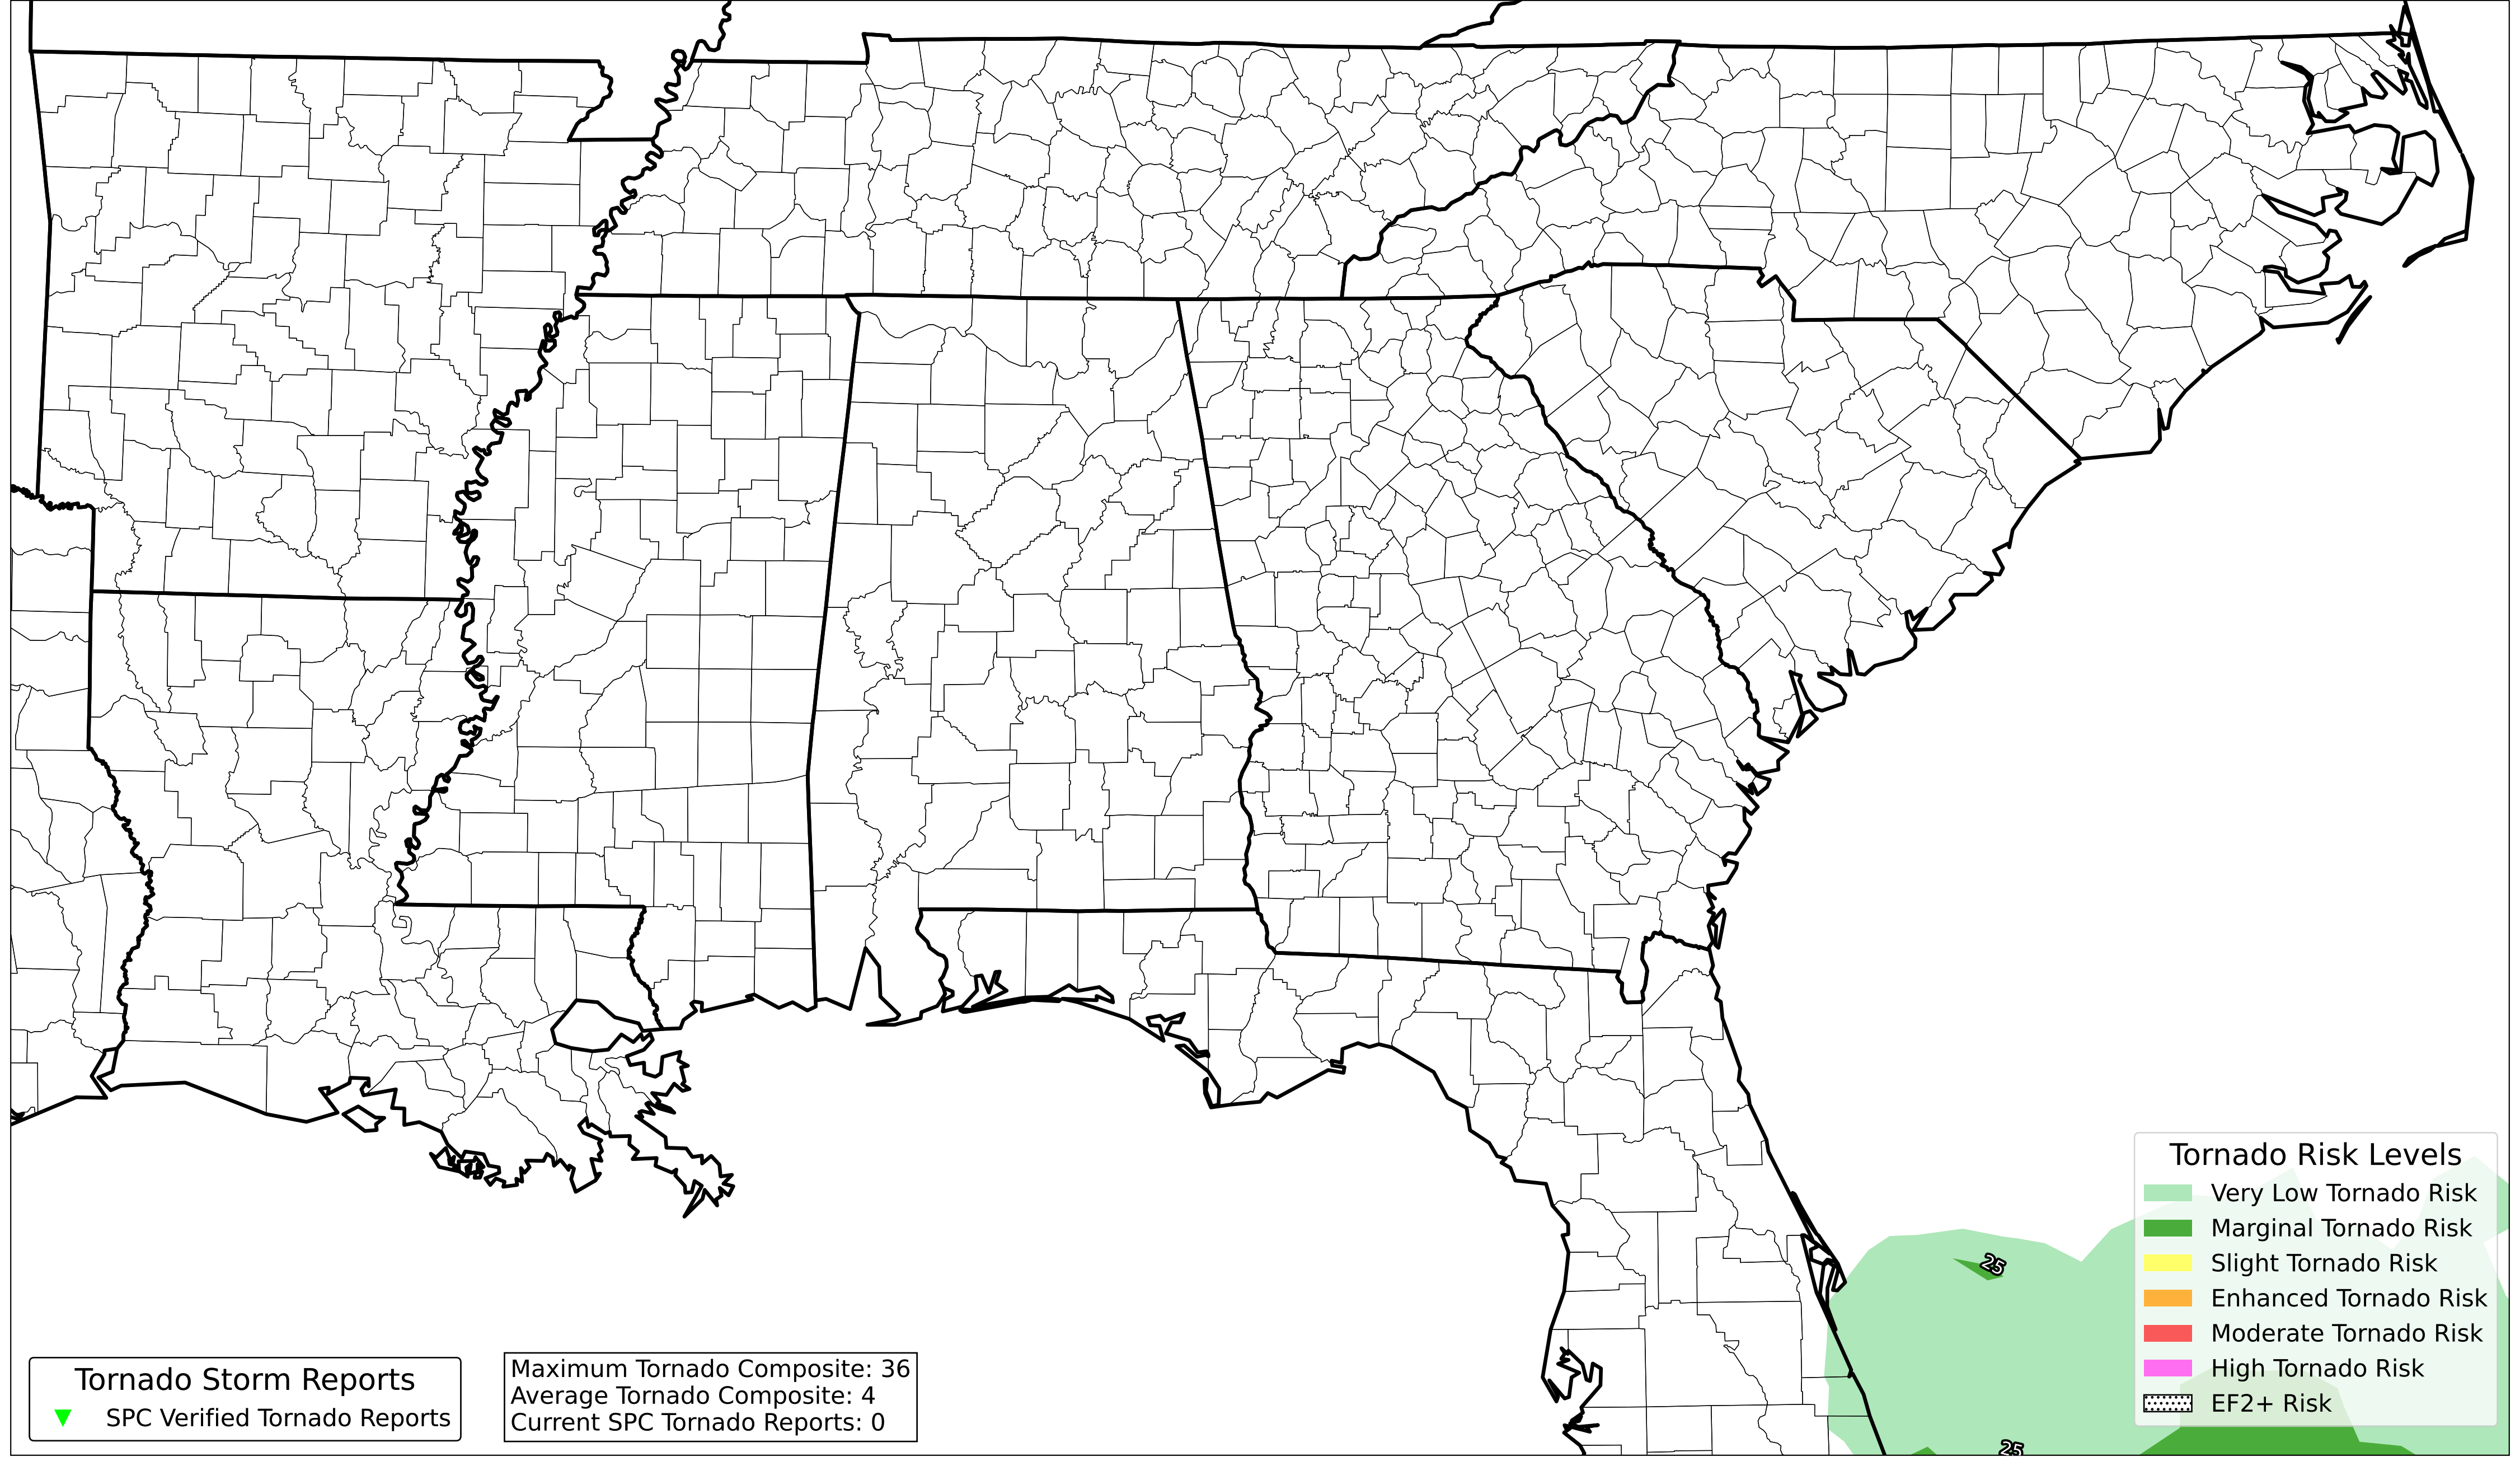 25
Tornado Risk Levels
Very Low Tornado Risk
Marginal Tornado Risk
Slight Tornado Risk
Enhanced Tornado Risk
Moderate Tornado Risk
High Tornado Risk
EF2+ Risk
Tornado Storm Reports
SPC Verified Tornado Reports
Maximum Tornado Composite: 36
Average Tornado Composite: 4
Current SPC Tornado Reports: 0
25